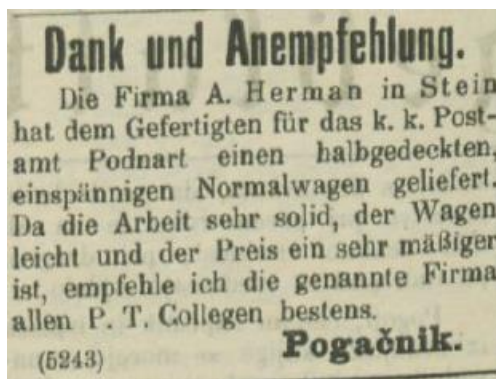 Dank und Anempfehlung.
Die Firma A. Herman in Stein
hat dem Gefertigten für das k. k. Post-
amt Podnart einen halbgedeckten,
einspännigen Normalwagen geliefert.
Da die Arbeit sehr solid, der Wagen
leicht und der Preis ein sehr mäßiger
ist, empfehle ich die genannte Firma
allen P. T. Collegen bestens.
(5243) Pogačnik.